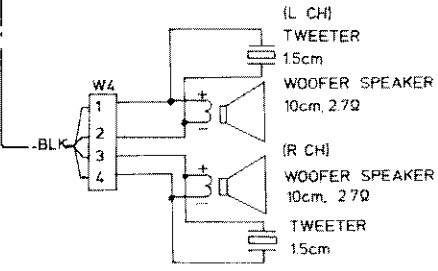 (L CH)
TWEETER
1.5cm
W4
1
2
3
4
-BLK
+
−
WOOFER SPEAKER
10cm, 2.7Ω
(R CH)
+
−
WOOFER SPEAKER
10cm, 2.7Ω
TWEETER
1.5cm